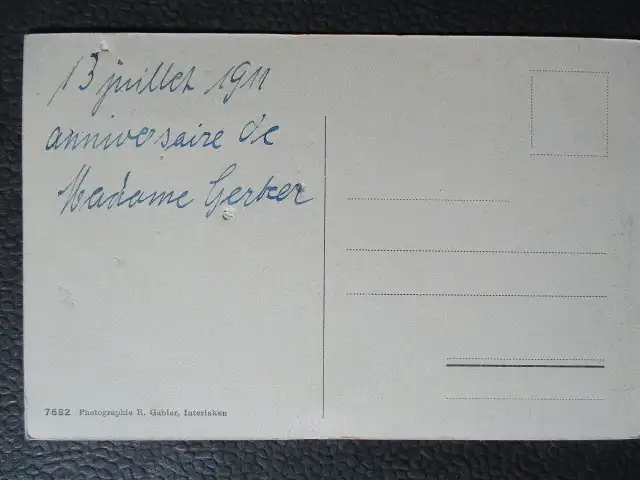 13 juillet 1911
anniversaire de
Madame Gerber
7682 Photographie R. Gabler, Interlaken